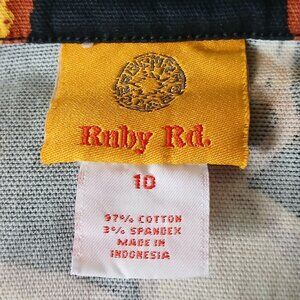 Ruby Rd.
10
97% COTTON
3% SPANDEX
MADE IN
INDONESIA